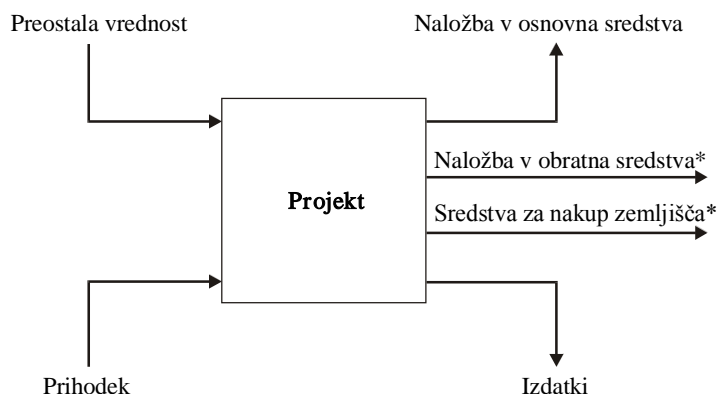 Preostala vrednost
Naložba v osnovna sredstva
Naložba v obratna sredstva*
Projekt
Sredstva za nakup zemljišča*
Prihodek
Izdatki